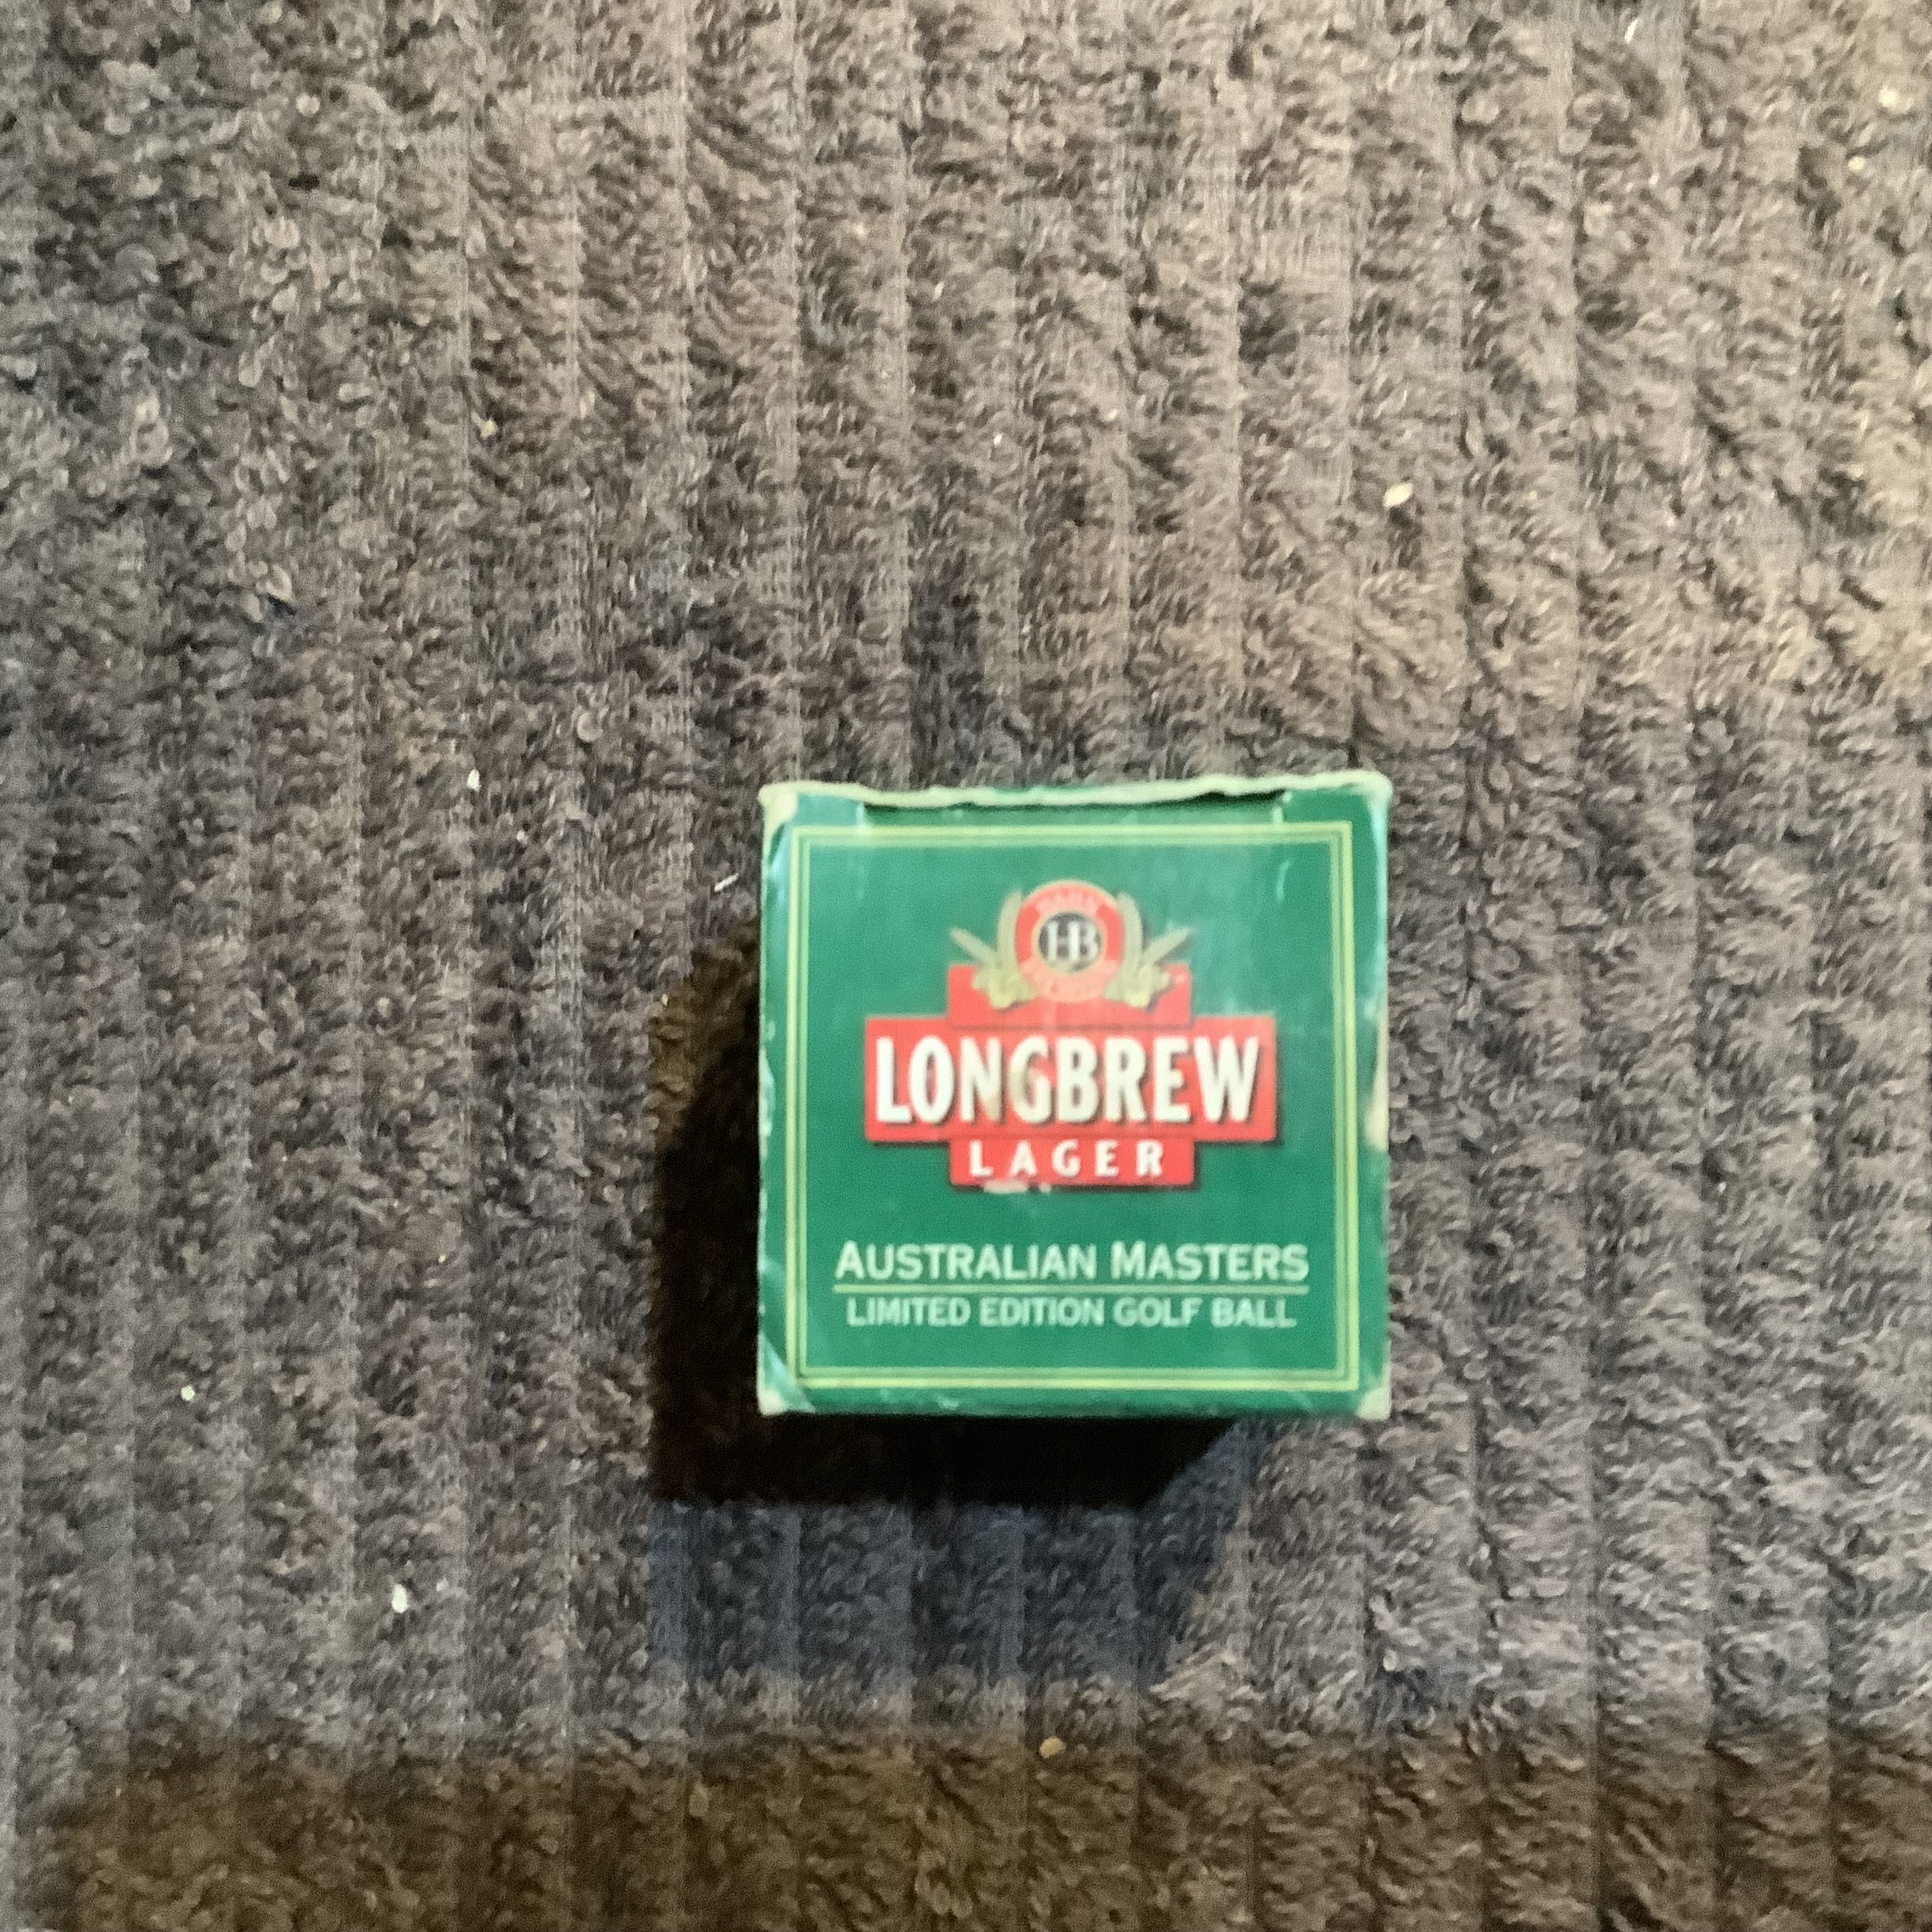 HB
LONGBREW
LAGER
AUSTRALIAN MASTERS
LIMITED EDITION GOLF BALL